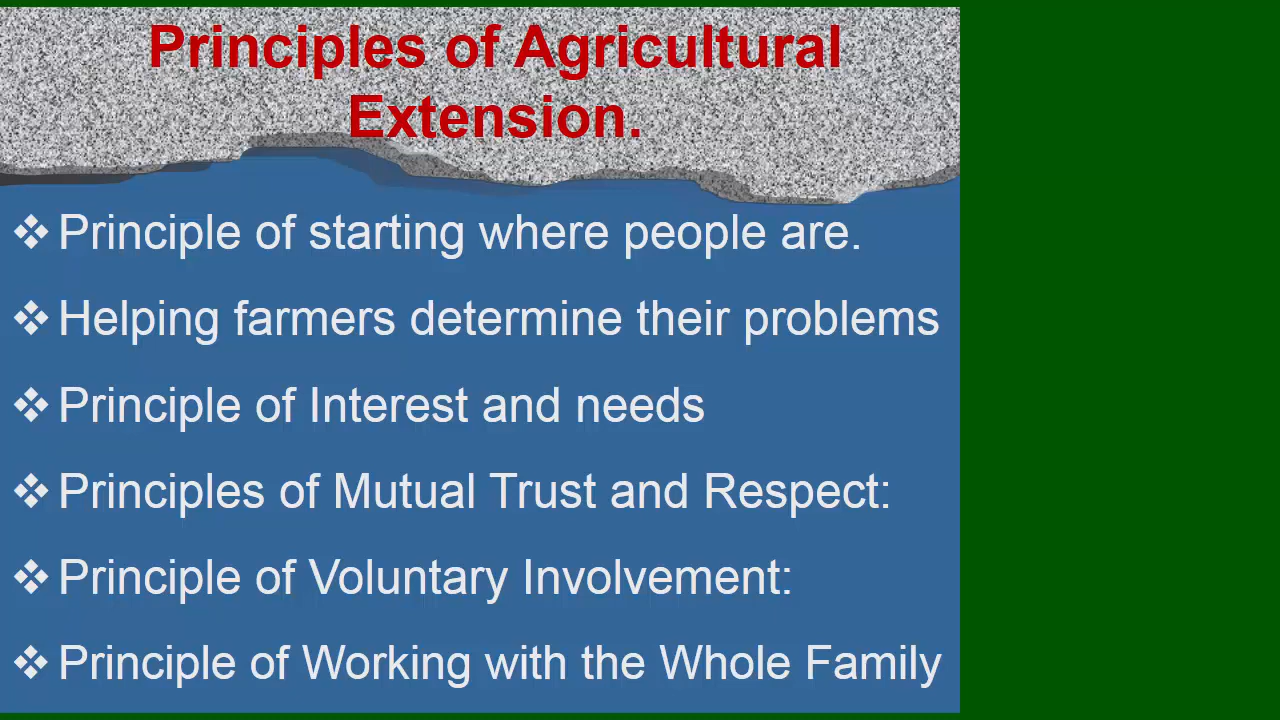 Principles of Agricultural
Extension.
❖ Principle of starting where people are.
❖ Helping farmers determine their problems
❖ Principle of Interest and needs
❖ Principles of Mutual Trust and Respect:
❖ Principle of Voluntary Involvement:
❖ Principle of Working with the Whole Family